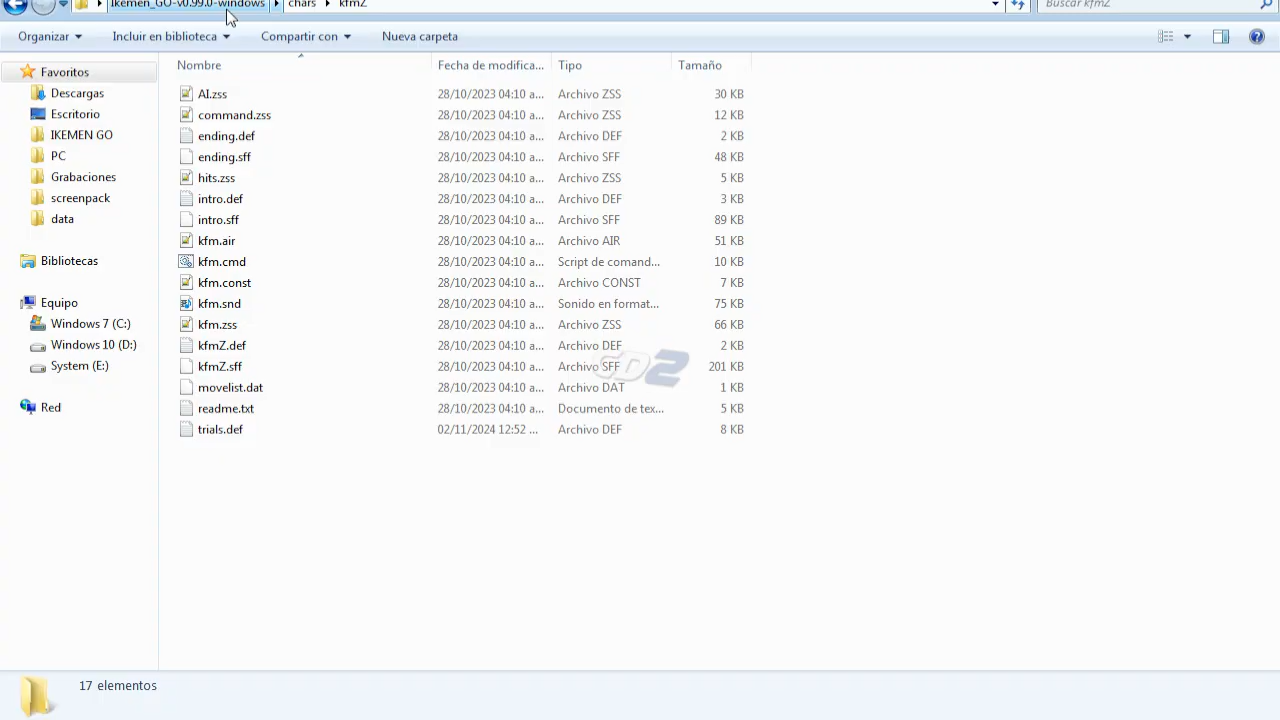 Ikemen_GO-v0.99.0-windows chars kfmZ Buscar kfmZ
Organizar Incluir en biblioteca Compartir con Nueva carpeta
Favoritos
Descargas
Escritorio
IKEMEN GO
PC
Grabaciones
screenpack
data
Bibliotecas
Equipo
Windows 7 (C:)
Windows 10 (D:)
System (E:)
Red
Nombre Fecha de modifica... Tipo Tamaño
AI.zss 28/10/2023 04:10 a... Archivo ZSS 30 KB
command.zss 28/10/2023 04:10 a... Archivo ZSS 12 KB
ending.def 28/10/2023 04:10 a... Archivo DEF 2 KB
ending.sff 28/10/2023 04:10 a... Archivo SFF 48 KB
hits.zss 28/10/2023 04:10 a... Archivo ZSS 5 KB
intro.def 28/10/2023 04:10 a... Archivo DEF 3 KB
intro.sff 28/10/2023 04:10 a... Archivo SFF 89 KB
kfm.air 28/10/2023 04:10 a... Archivo AIR 51 KB
kfm.cmd 28/10/2023 04:10 a... Script de comand... 10 KB
kfm.const 28/10/2023 04:10 a... Archivo CONST 7 KB
kfm.snd 28/10/2023 04:10 a... Sonido en format... 75 KB
kfm.zss 28/10/2023 04:10 a... Archivo ZSS 66 KB
kfmZ.def 28/10/2023 04:10 a... Archivo DEF 2 KB
kfmZ.sff 28/10/2023 04:10 a... Archivo SFF 201 KB
CD2
movelist.dat 28/10/2023 04:10 a... Archivo DAT 1 KB
readme.txt 28/10/2023 04:10 a... Documento de tex... 5 KB
trials.def 02/11/2024 12:52 ... Archivo DEF 8 KB
17 elementos